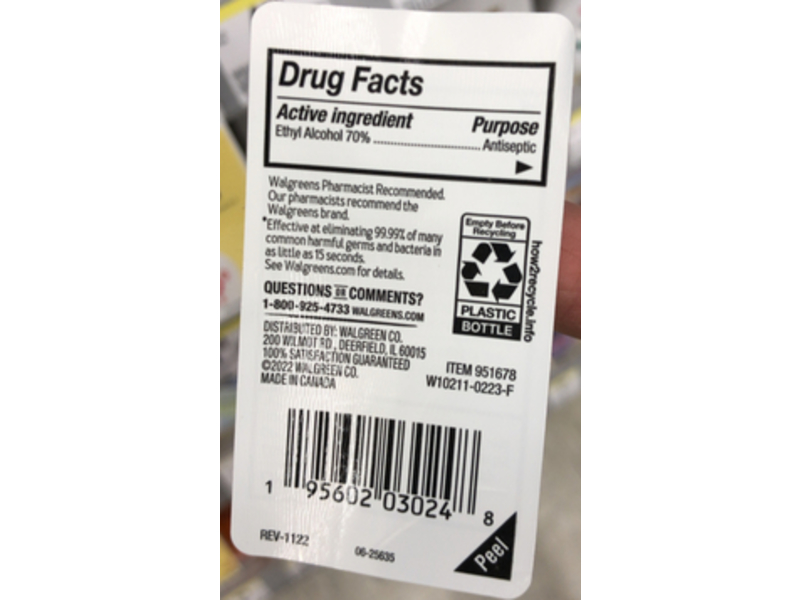 Drug Facts
Active ingredient Purpose
Ethyl Alcohol 70% ........................ Antiseptic
Walgreens Pharmacist Recommended.
Our pharmacists recommend the
Walgreens brand.
*Effective at eliminating 99.99% of many
common harmful germs and bacteria in
as little as 15 seconds.
See Walgreens.com for details.
QUESTIONS OR COMMENTS?
1-800-925-4733 WALGREENS.COM
DISTRIBUTED BY: WALGREEN CO.
200 WILMOT RD., DEERFIELD, IL 60015
100% SATISFACTION GUARANTEED
©2022 WALGREEN CO.
MADE IN CANADA
Empty Before
Recycling
PLASTIC
BOTTLE
how2recycle.info
ITEM 951678
W10211-0223-F
1 95602 03024 8
REV-1122
06-25635
Peel